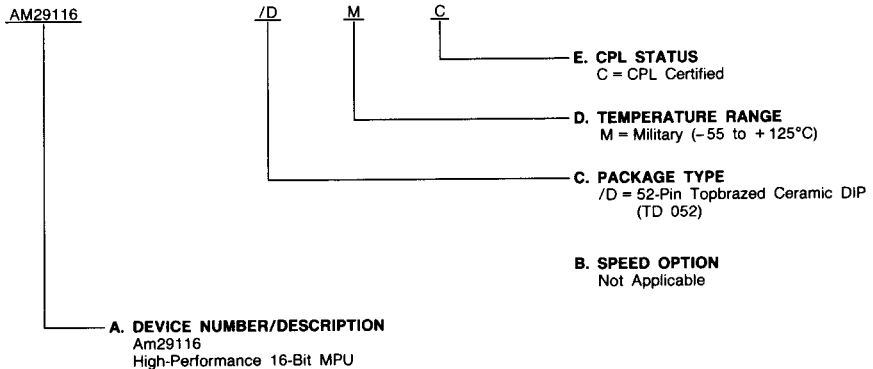 AM29116 /D M C
E. CPL STATUS
C = CPL Certified
D. TEMPERATURE RANGE
M = Military (-55 to +125°C)
C. PACKAGE TYPE
/D = 52-Pin Topbrazed Ceramic DIP
(TD 052)
B. SPEED OPTION
Not Applicable
A. DEVICE NUMBER/DESCRIPTION
Am29116
High-Performance 16-Bit MPU